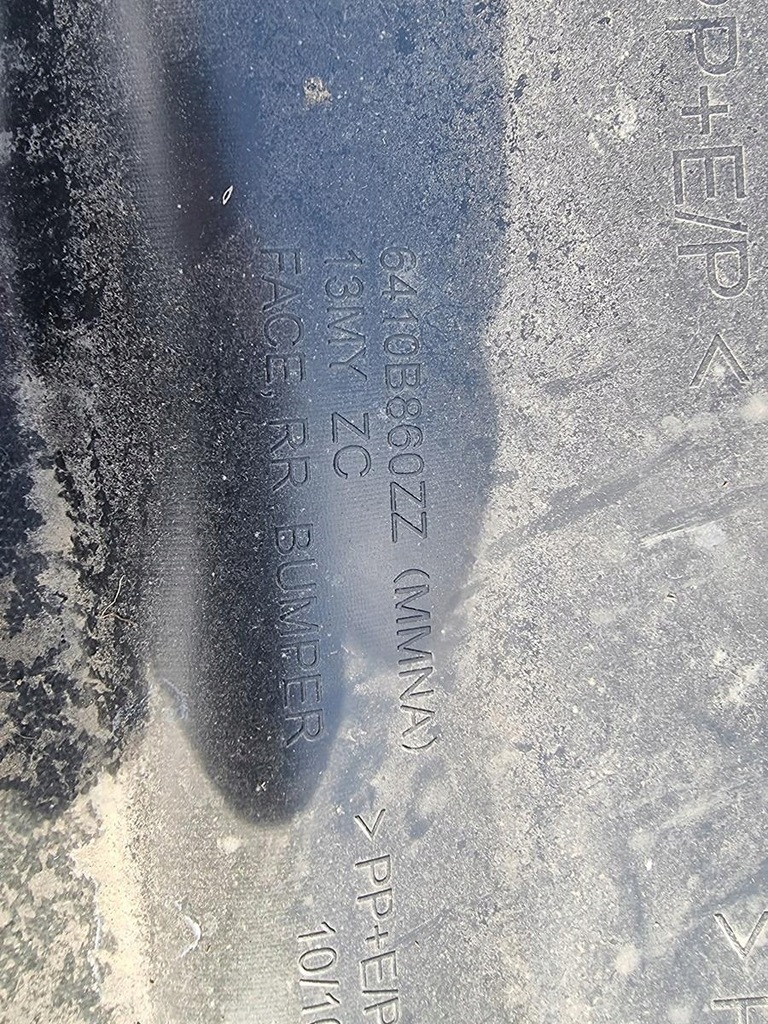 PP+E/P <
6410B860ZZ (MMNA)
13MY ZC
FACE, RR BUMPER
> PP+E/P